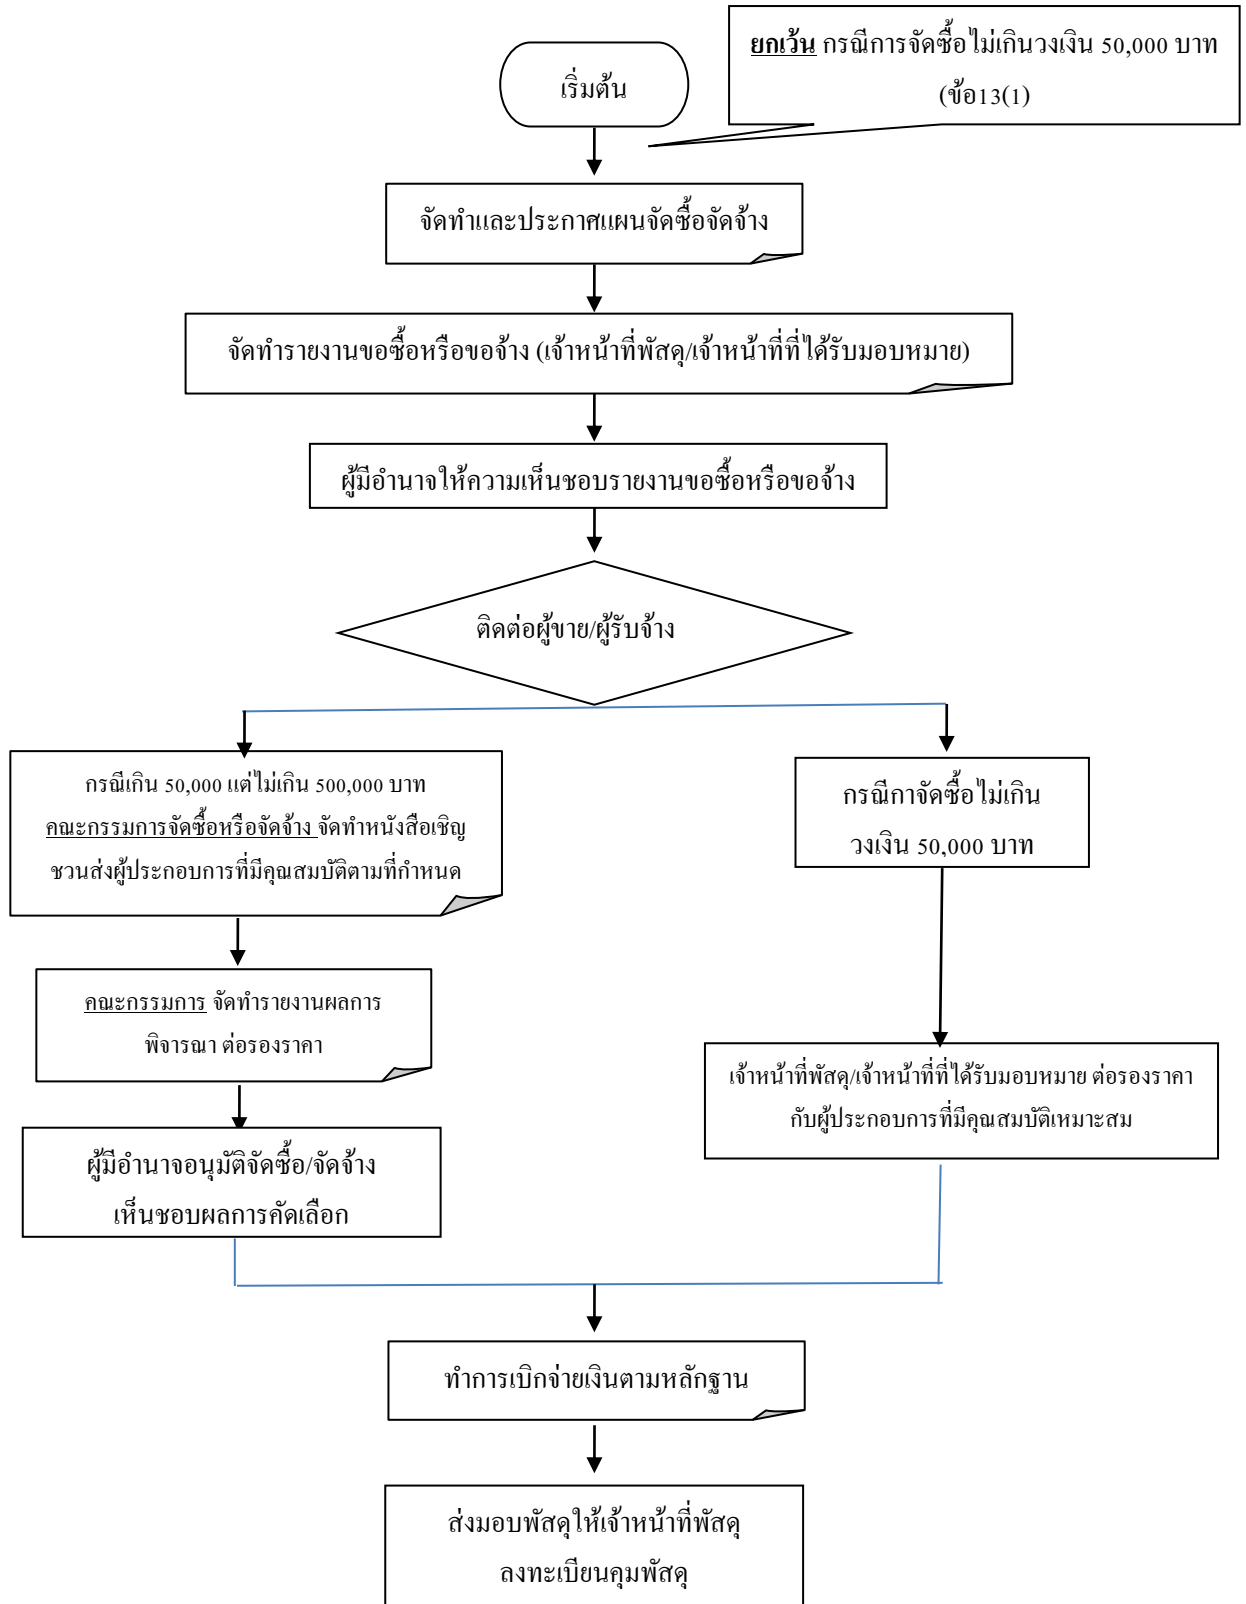 ยกเว้น กรณีการจัดซื้อไม่เกินวงเงิน 50,000 บาท
(ข้อ13(1)
เริ่มต้น
จัดทำและประกาศแผนจัดซื้อจัดจ้าง
จัดทำรายงานขอซื้อหรือขอจ้าง (เจ้าหน้าที่พัสดุ/เจ้าหน้าที่ที่ได้รับมอบหมาย)
ผู้มีอำนาจให้ความเห็นชอบรายงานขอซื้อหรือขอจ้าง
ติดต่อผู้ขาย/ผู้รับจ้าง
กรณีเกิน 50,000 แต่ไม่เกิน 500,000 บาท
คณะกรรมการจัดซื้อหรือจัดจ้าง จัดทำหนังสือเชิญ
ชวนส่งผู้ประกอบการที่มีคุณสมบัติตามที่กำหนด
กรณีกาจัดซื้อไม่เกิน
วงเงิน 50,000 บาท
คณะกรรมการ จัดทำรายงานผลการ
พิจารณา ต่อรองราคา
เจ้าหน้าที่พัสดุ/เจ้าหน้าที่ที่ได้รับมอบหมาย ต่อรองราคา
กับผู้ประกอบการที่มีคุณสมบัติเหมาะสม
ผู้มีอำนาจอนุมัติจัดซื้อ/จัดจ้าง
เห็นชอบผลการคัดเลือก
ทำการเบิกจ่ายเงินตามหลักฐาน
ส่งมอบพัสดุให้เจ้าหน้าที่พัสดุ
ลงทะเบียนคุมพัสดุ